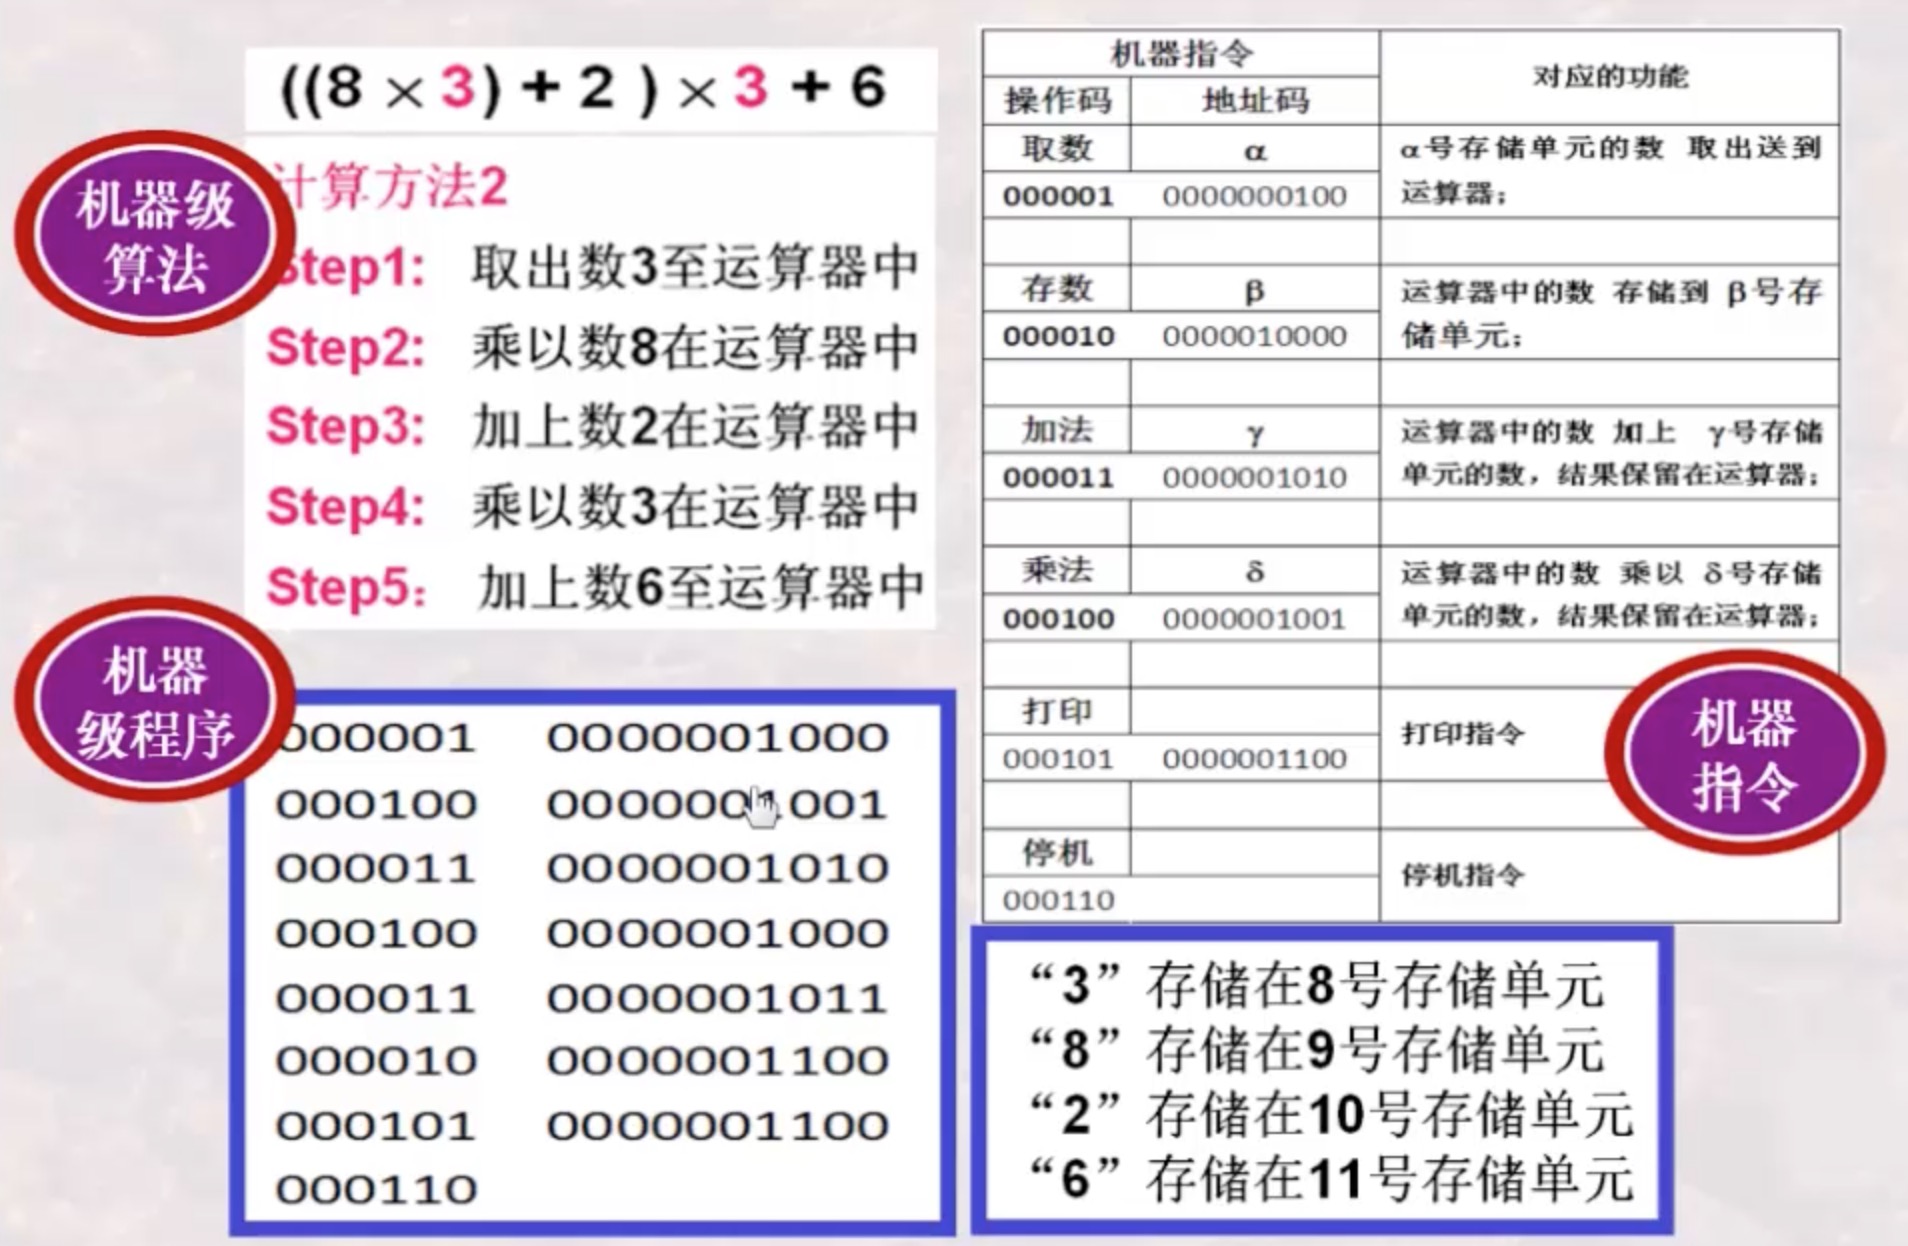 ((8 × 3) + 2 ) × 3 + 6
机器级
算法
计算方法2
Step1: 取出数3至运算器中
Step2: 乘以数8在运算器中
Step3: 加上数2在运算器中
Step4: 乘以数3在运算器中
Step5: 加上数6至运算器中
机器
级程序
000001 0000001000
000100 0000001001
000011 0000001010
000100 0000001000
000011 0000001011
000010 0000001100
000101 0000001100
000110
机器指令 对应的功能
操作码 地址码
取数 α α号存储单元的数 取出送到
000001 0000000100 运算器;
存数 β 运算器中的数 存储到 β号存
000010 0000010000 储单元;
加法 γ 运算器中的数 加上 γ号存储
000011 0000001010 单元的数,结果保留在运算器;
乘法 δ 运算器中的数 乘以 δ号存储
000100 0000001001 单元的数,结果保留在运算器;
打印 打印指令
000101 0000001100
停机 停机指令
000110
机器
指令
“3”存储在8号存储单元
“8”存储在9号存储单元
“2”存储在10号存储单元
“6”存储在11号存储单元